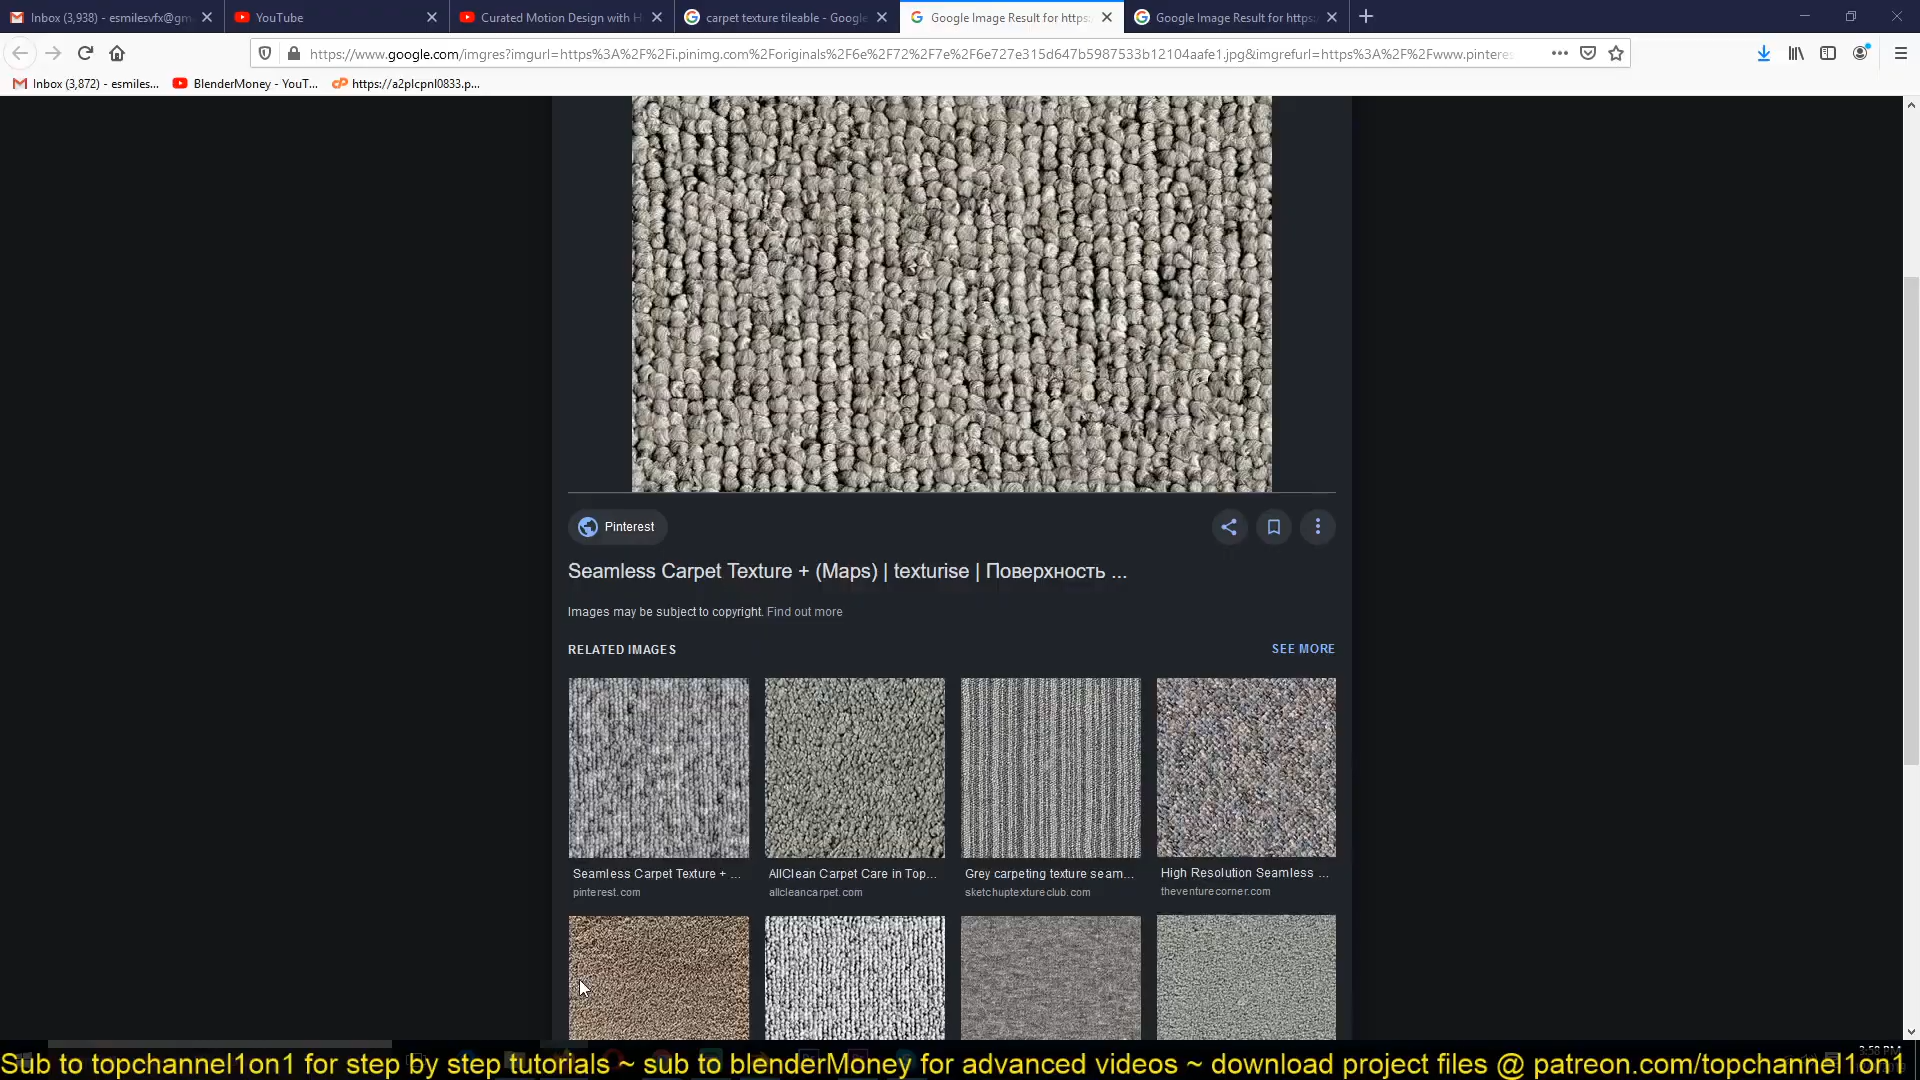 Inbox (3,938) - esmilesvfx@gm
YouTube
Curated Motion Design with H
carpet texture tileable - Google
Google Image Result for https:
Google Image Result for https:
https://www.google.com/imgres?imgurl=https%3A%2F%2Fi.pinimg.com%2Foriginals%2F6e%2F72%2F7e%2F6e727e315d647b5987533b12104aafe1.jpg&imgrefurl=https%3A%2F%2Fwww.pinteres
Inbox (3,872) - esmiles...
BlenderMoney - YouT...
https://a2plcpnl0833.p...
Pinterest
Seamless Carpet Texture + (Maps) | texturise | Поверхность ...
Images may be subject to copyright. Find out more
RELATED IMAGES
SEE MORE
Seamless Carpet Texture + ...
pinterest.com
AllClean Carpet Care in Top...
allcleancarpet.com
Grey carpeting texture seam...
sketchuptextureclub.com
High Resolution Seamless ...
theventurecorner.com
3:58 PM
Sub to topchannel1on1 for step by step tutorials ~ sub to blenderMoney for advanced videos ~ download project files @ patreon.com/topchannel1on1